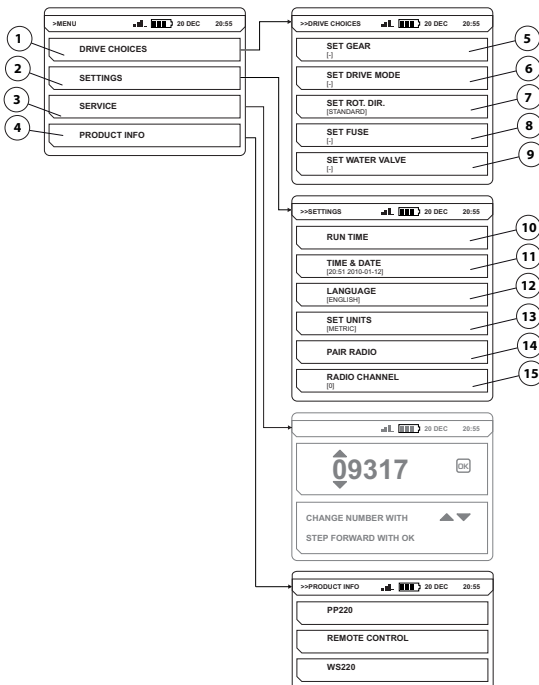 >MENU 20 DEC 20:55
1 DRIVE CHOICES
2 SETTINGS
3 SERVICE
4 PRODUCT INFO
>>DRIVE CHOICES 20 DEC 20:55
SET GEAR 5
[-]
SET DRIVE MODE 6
[-]
SET ROT. DIR. 7
[STANDARD]
SET FUSE 8
[-]
SET WATER VALVE 9
[-]
>>SETTINGS 20 DEC 20:55
RUN TIME 10
TIME & DATE 11
[20:51 2010-01-12]
LANGUAGE 12
[ENGLISH]
SET UNITS 13
[METRIC]
PAIR RADIO 14
RADIO CHANNEL 15
[0]
20 DEC 20:55
09317 OK
CHANGE NUMBER WITH
STEP FORWARD WITH OK
>>PRODUCT INFO 20 DEC 20:55
PP220
REMOTE CONTROL
WS220